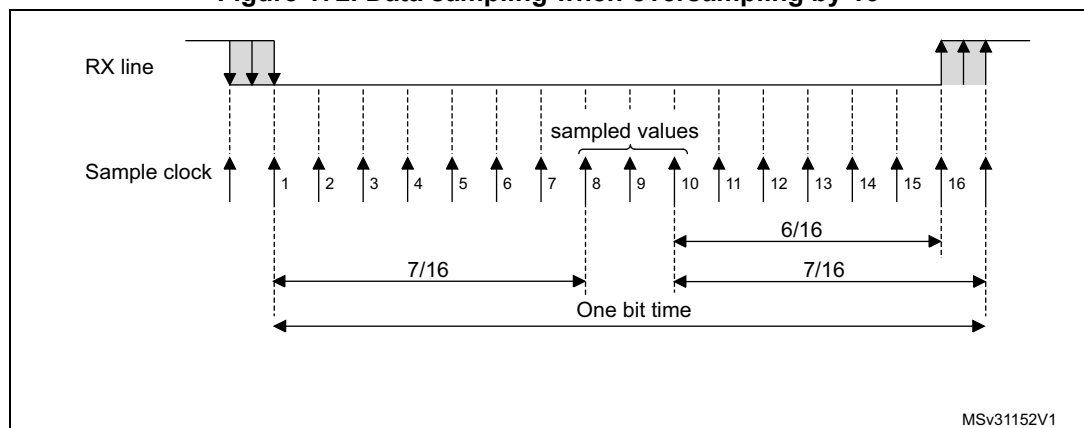 Figure Data sampling when oversampling by 16
RX line
sampled values
Sample clock
1 2 3 4 5 6 7 8 9 10 11 12 13 14 15 16
6/16
7/16 7/16
One bit time
MSv31152V1